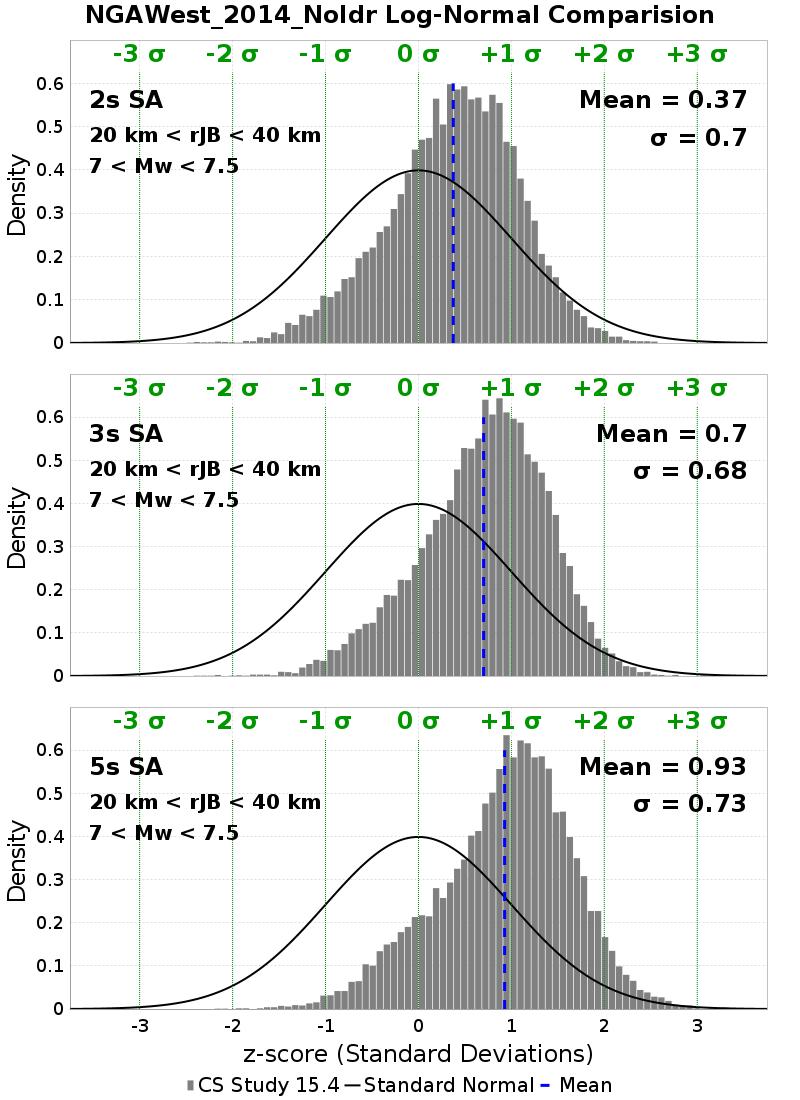 NGAWest_2014_NoIdr Log-Normal Comparision
-3 σ -2 σ -1 σ 0 σ +1 σ +2 σ +3 σ
2s SA
20 km < rJB < 40 km
7 < Mw < 7.5
Mean = 0.37
σ = 0.7
0.6
0.5
0.4
0.3
0.2
0.1
0
Density
-3 σ -2 σ -1 σ 0 σ +1 σ +2 σ +3 σ
3s SA
20 km < rJB < 40 km
7 < Mw < 7.5
Mean = 0.7
σ = 0.68
0.6
0.5
0.4
0.3
0.2
0.1
0
Density
-3 σ -2 σ -1 σ 0 σ +1 σ +2 σ +3 σ
5s SA
20 km < rJB < 40 km
7 < Mw < 7.5
Mean = 0.93
σ = 0.73
0.6
0.5
0.4
0.3
0.2
0.1
0
Density
-3 -2 -1 0 1 2 3
z-score (Standard Deviations)
CS Study 15.4 Standard Normal Mean